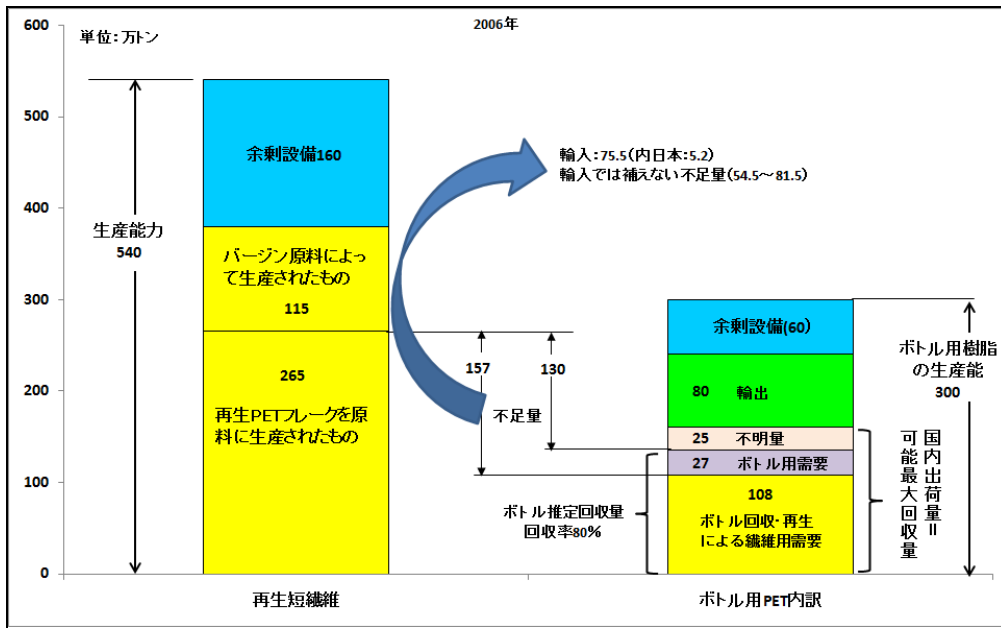 2006年
単位：万トン
600
500
400
300
200
100
0
生産能力
540
余剰設備160
バージン原料によっ
て生産されたもの
115
265
再生PETフレークを原
料に生産されたもの
再生短繊維
輸入：75.5（内日本：5.2）
輸入では補えない不足量（54.5～81.5）
157
130
不足量
ボトル推定回収量
回収率80%
余剰設備(60)
80 輸出
25 不明量
27 ボトル用需要
108
ボトル回収・再生
による繊維用需要
ボトル用PET内訳
ボトル用樹脂
の生産能
300
国内出荷量＝
可能最大回収量